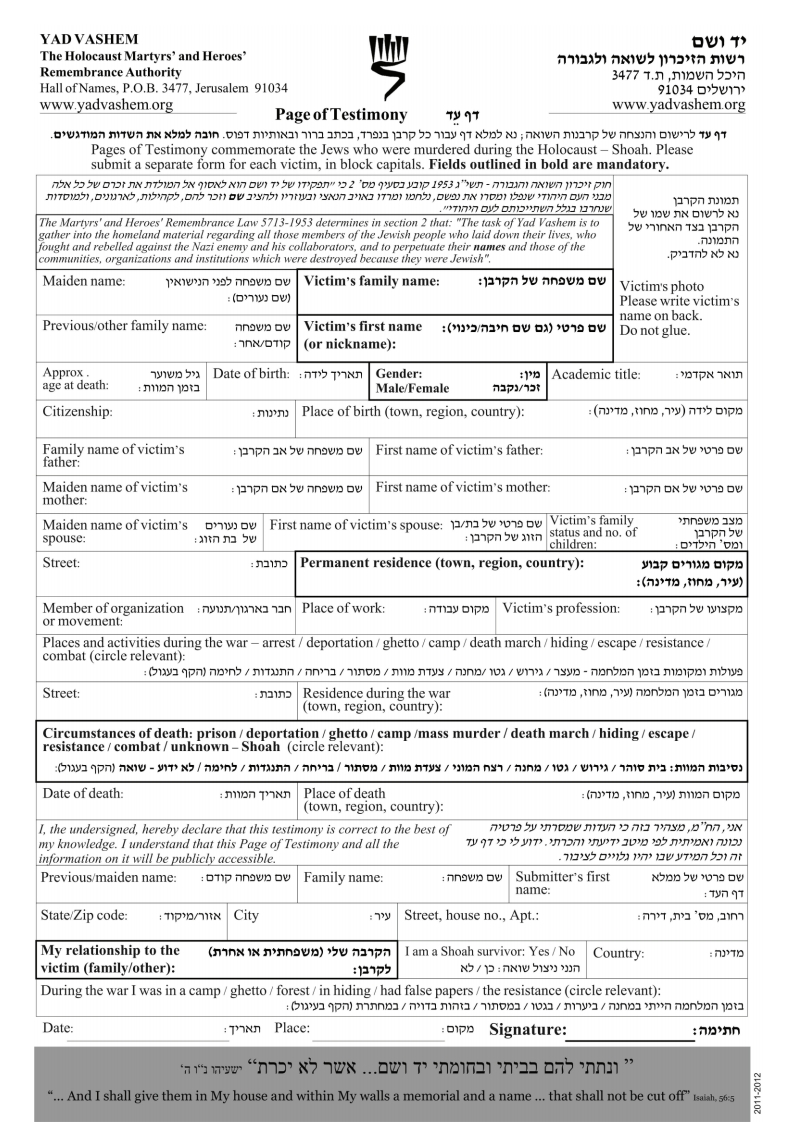 YAD VASHEM
The Holocaust Martyrs' and Heroes'
Remembrance Authority
Hall of Names, P.O.B. 3477, Jerusalem 91034
www.yadvashem.org
יד ושם
רשות הזיכרון לשואה ולגבורה
היכל השמות, ת.ד 3477
ירושלים 91034
www.yadvashem.org
Page of Testimony דף עֵד
דף עד לרישום והנצחה של קרבנות השואה; נא למלא דף עבור כל קרבן בנפרד, בכתב ברור ובאותיות דפוס. חובה למלא את השדות המודגשים.
Pages of Testimony commemorate the Jews who were murdered during the Holocaust – Shoah. Please
submit a separate form for each victim, in block capitals. Fields outlined in bold are mandatory.
חוק זיכרון השואה והגבורה - תשי"ג 1953 קובע בסעיף מס' 2 כי "תפקידו של יד ושם הוא לאסוף אל המולדת את זכרם של כל אלה
מבני העם היהודי שנפלו ומסרו את נפשם, נלחמו ומרדו באויב הנאצי ובעוזריו ולהציב שם וזכר להם, לקהילות, לארגונים, ולמוסדות
שנחרבו בגלל השתייכותם לעם היהודי".
The Martyrs' and Heroes' Remembrance Law 5713-1953 determines in section 2 that: "The task of Yad Vashem is to
gather into the homeland material regarding all those members of the Jewish people who laid down their lives, who
fought and rebelled against the Nazi enemy and his collaborators, and to perpetuate their names and those of the
communities, organizations and institutions which were destroyed because they were Jewish".
תמונת הקרבן
נא לרשום את שמו של
הקרבן בצד האחורי של
התמונה.
נא לא להדביק.
Victim's photo
Please write victim's
name on back.
Do not glue.
Maiden name: שם משפחה לפני הנישואין
(שם נעורים):
Victim's family name: שם משפחה של הקרבן:
Previous/other family name: שם משפחה
קודם/אחר:
Victim's first name שם פרטי (גם שם חיבה/כינוי):
(or nickname):
Approx. גיל משוער
age at death: בזמן המוות:
Date of birth: תאריך לידה:
Gender: מין:
Male/Female זכר/נקבה
Academic title: תואר אקדמי:
Citizenship: נתינות:
Place of birth (town, region, country): מקום לידה (עיר, מחוז, מדינה):
Family name of victim's שם משפחה של אב הקרבן:
father:
First name of victim's father: שם פרטי של אב הקרבן:
Maiden name of victim's שם משפחה של אם הקרבן:
mother:
First name of victim's mother: שם פרטי של אם הקרבן:
Maiden name of victim's שם נעורים
spouse: של בת הזוג:
First name of victim's spouse: שם פרטי של בת/בן
הזוג של הקרבן:
Victim's family מצב משפחתי
status and no. of של הקרבן
children: ומס' הילדים:
Street: כתובת:
Permanent residence (town, region, country): מקום מגורים קבוע
(עיר, מחוז, מדינה):
Member of organization חבר בארגון/תנועה:
or movement:
Place of work: מקום עבודה:
Victim's profession: מקצועו של הקרבן:
Places and activities during the war – arrest / deportation / ghetto / camp / death march / hiding / escape / resistance /
combat (circle relevant):
פעולות ומקומות בזמן המלחמה - מעצר / גירוש / גטו /מחנה / צעדת מוות / מסתור / בריחה / התנגדות / לחימה (הקף בעגול):
Street: כתובת:
Residence during the war מגורים בזמן המלחמה (עיר, מחוז, מדינה):
(town, region, country):
Circumstances of death: prison / deportation / ghetto / camp /mass murder / death march / hiding / escape /
resistance / combat / unknown – Shoah (circle relevant):
נסיבות המוות: בית סוהר / גירוש / גטו / מחנה / רצח המוני / צעדת מוות / מסתור / בריחה / התנגדות / לחימה / לא ידוע - שואה (הקף בעגול):
Date of death: תאריך המוות:
Place of death מקום המוות (עיר, מחוז, מדינה):
(town, region, country):
I, the undersigned, hereby declare that this testimony is correct to the best of
my knowledge. I understand that this Page of Testimony and all the
information on it will be publicly accessible.
אני, הח"מ, מצהיר בזה כי העדות שמסרתי על פרטיה
נכונה ואמיתית לפי מיטב ידיעתי והכרתי. ידוע לי כי דף עד
זה וכל המידע שבו יהיו גלויים לציבור.
Previous/maiden name: שם משפחה קודם:
Family name: שם משפחה:
Submitter's first שם פרטי של ממלא
name: דף העד:
State/Zip code: אזור/מיקוד:
City עיר:
Street, house no., Apt.: רחוב, מס' בית, דירה:
My relationship to the הקרבה שלי (משפחתית או אחרת)
victim (family/other): לקרבן:
I am a Shoah survivor: Yes / No
הנני ניצול שואה: כן / לא
Country: מדינה:
During the war I was in a camp / ghetto / forest / in hiding / had false papers / the resistance (circle relevant):
בזמן המלחמה הייתי במחנה / ביערות / בגטו / במסתור / בזהות בדויה / במחתרת (הקף בעיגול):
Date: תאריך: Place: מקום: Signature: חתימה:
" ונתתי להם בביתי ובחומתי יד ושם... אשר לא יכרת" ישעיהו נ"ו ה'
"... And I shall give them in My house and within My walls a memorial and a name ... that shall not be cut off" Isaiah, 56:5
2011-2012